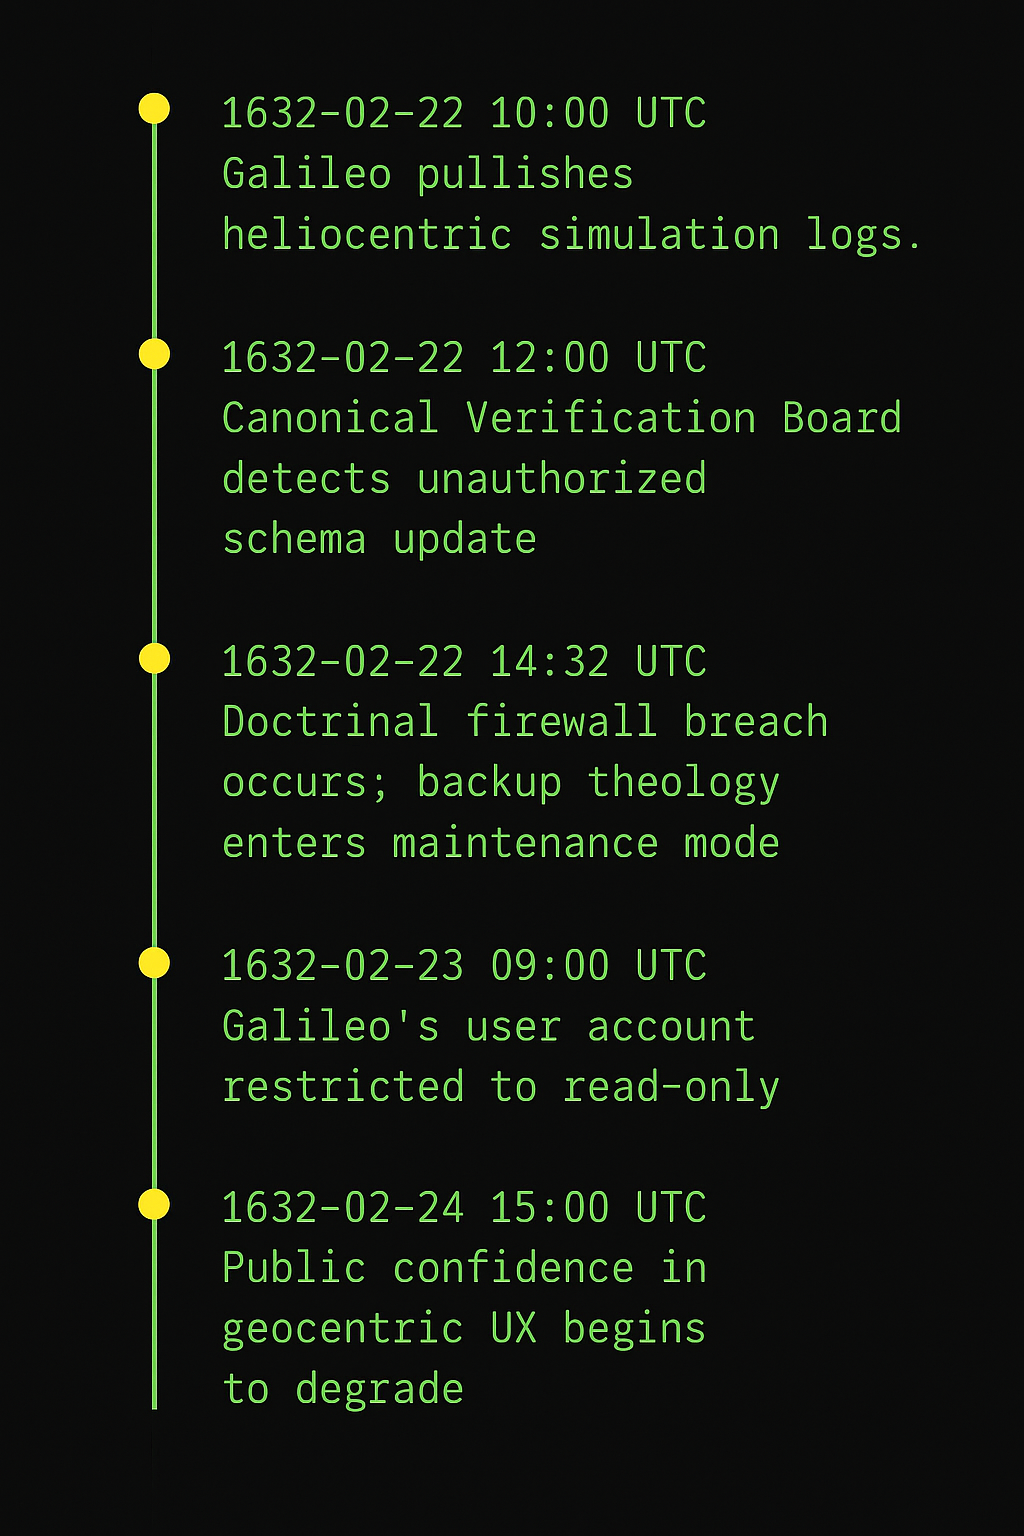 1632-02-22 10:00 UTC
Galileo pullishes
heliocentric simulation logs.
1632-02-22 12:00 UTC
Canonical Verification Board
detects unauthorized
schema update
1632-02-22 14:32 UTC
Doctrinal firewall breach
occurs; backup theology
enters maintenance mode
1632-02-23 09:00 UTC
Galileo's user account
restricted to read-only
1632-02-24 15:00 UTC
Public confidence in
geocentric UX begins
to degrade